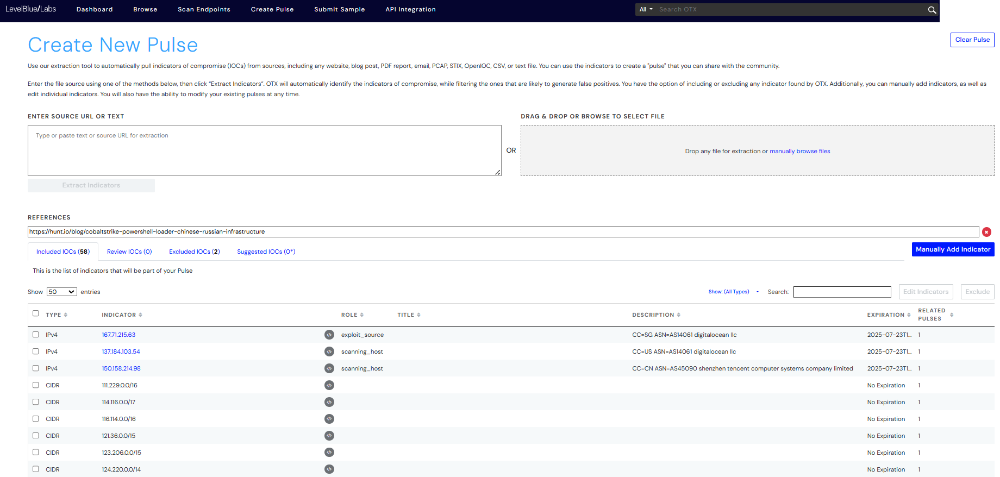 LevelBlue/Labs Dashboard Browse Scan Endpoints Create Pulse Submit Sample API Integration All Search OTX
Create New Pulse
Clear Pulse
Use our extraction tool to automatically pull indicators of compromise (IOCs) from sources, including any website, blog post, PDF report, email, PCAP, STIX, OpenIOC, CSV, or text file. You can use the indicators to create a "pulse" that you can share with the community.
Enter the file source using one of the methods below, then click “Extract Indicators”. OTX will automatically identify the indicators of compromise, while filtering the ones that are likely to generate false positives. You have the option of including or excluding any indicator found by OTX. Additionally, you can manually add indicators, as well as
edit individual indicators. You will also have the ability to modify your existing pulses at any time.
ENTER SOURCE URL OR TEXT
Type or paste text or source URL for extraction
Extract Indicators
OR
DRAG & DROP OR BROWSE TO SELECT FILE
Drop any file for extraction or manually browse files
REFERENCES
https://hunt.io/blog/cobaltstrike-powershell-loader-chinese-russian-infrastructure
Included IOCs (58) Review IOCs (0) Excluded IOCs (2) Suggested IOCs (0*) Manually Add Indicator
This is the list of indicators that will be part of your Pulse
Show 50 entries Show: (All Types) Search: Edit Indicators Exclude
TYPE INDICATOR ROLE TITLE DESCRIPTION EXPIRATION RELATED PULSES
IPv4 167.71.215.63 exploit_source CC=SG ASN=AS14061 digitalocean llc 2025-07-23T1... 1
IPv4 137.184.103.54 scanning_host CC=US ASN=AS14061 digitalocean llc 2025-07-23T1... 1
IPv4 150.158.214.98 scanning_host CC=CN ASN=AS45090 shenzhen tencent computer systems company limited 2025-07-23T1... 1
CIDR 111.229.0.0/16 No Expiration 1
CIDR 114.116.0.0/17 No Expiration 1
CIDR 116.114.0.0/16 No Expiration 1
CIDR 121.36.0.0/15 No Expiration 1
CIDR 123.206.0.0/15 No Expiration 1
CIDR 124.220.0.0/14 No Expiration 1